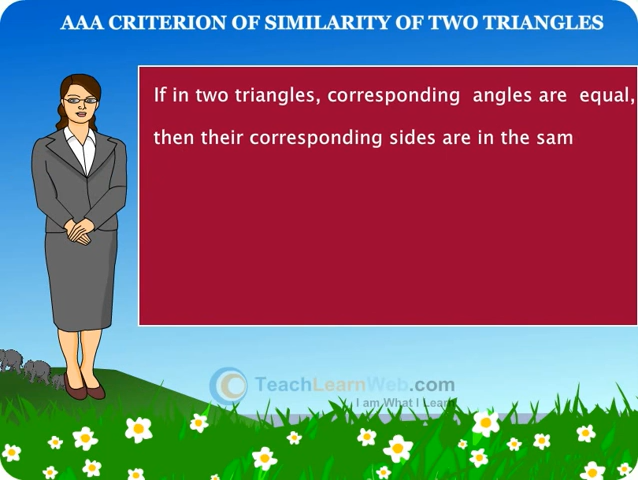 AAA CRITERION OF SIMILARITY OF TWO TRIANGLES
If in two triangles, corresponding angles are equal,
then their corresponding sides are in the sam
TeachLearnWeb.com
I am What I Learn